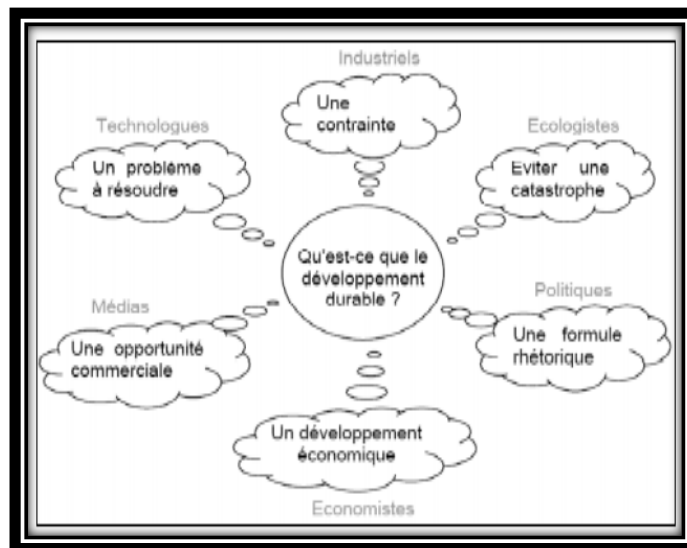 Industriels
Une
contrainte
Technologues
Un problème
à résoudre
Ecologistes
Eviter une
catastrophe
Qu'est-ce que le
développement
durable ?
Médias
Une opportunité
commerciale
Politiques
Une formule
rhétorique
Un développement
économique
Economistes